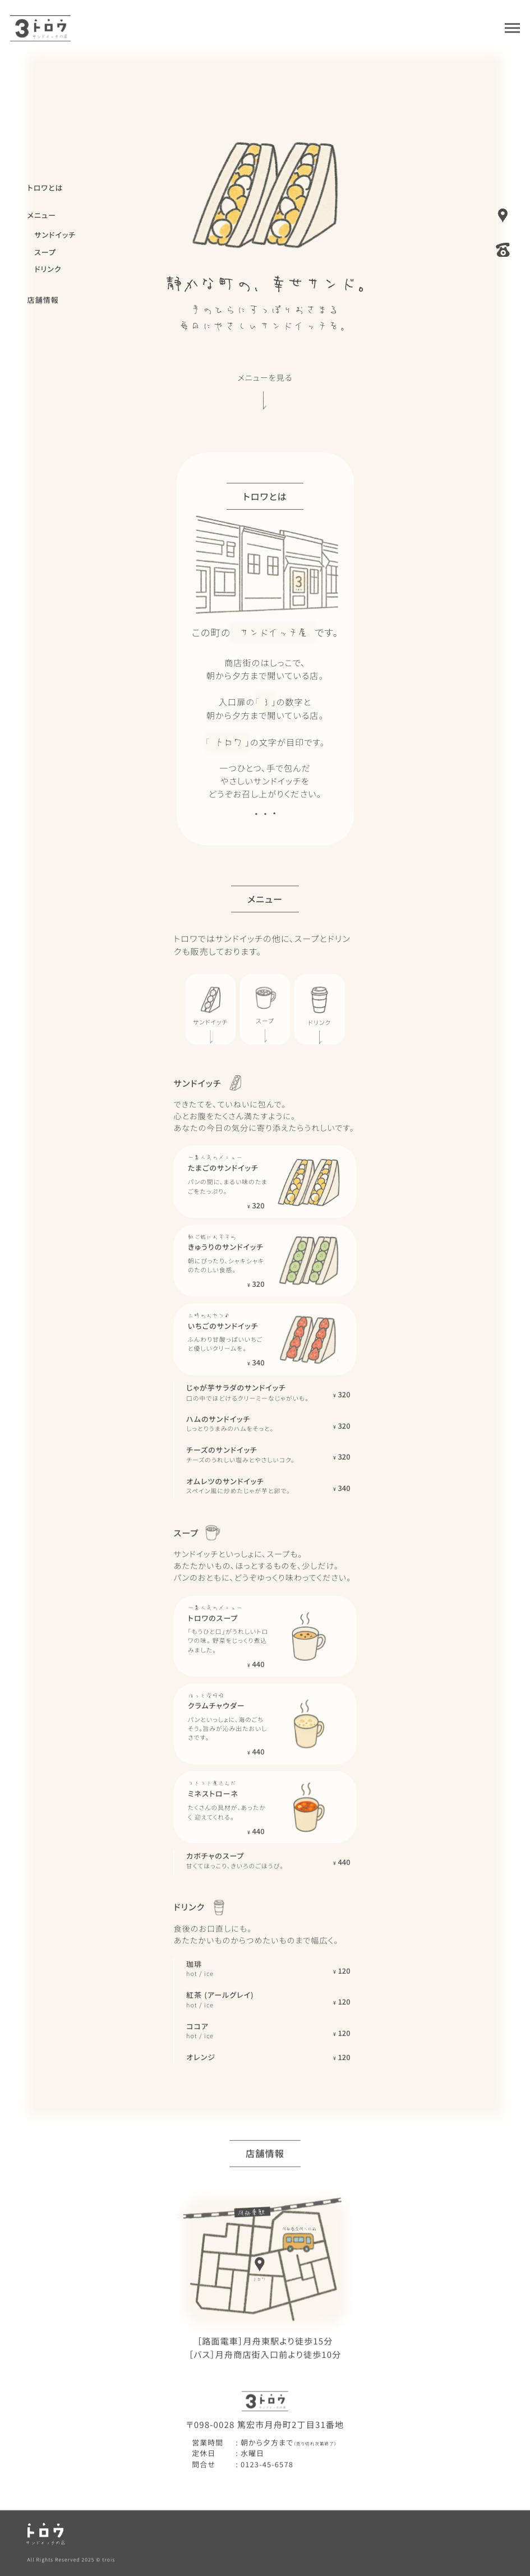 3トロワ
サンドイッチの店
トロワとは
メニュー
サンドイッチ
スープ
ドリンク
店舗情報
静かな町の、幸せサンド。
手のひらにすっぽりおさまる
毎日にやさしいサンドイッチを。
メニューを見る
トロワとは
3
この町の サンドイッチ屋 です。
商店街のはしっこで、
朝から夕方まで開いている店。
入口扉の「3」の数字と
朝から夕方まで開いている店。
「トロワ」の文字が目印です。
一つひとつ、手で包んだ
やさしいサンドイッチを
どうぞお召し上がりください。
・・・
メニュー
トロワではサンドイッチの他に、スープとドリン
クも販売しております。
サンドイッチ
スープ
ドリンク
サンドイッチ
できたてを、ていねいに包んで。
心とお腹をたくさん満たすように。
あなたの今日の気分に寄り添えたらうれしいです。
一番人気のメニュー
たまごのサンドイッチ
パンの間に、まるい味のたま
ごをたっぷり。
¥ 320
きゅうりのサンドイッチ
朝にぴったり、シャキシャキ
のたのしい食感。
¥ 320
いちごのサンドイッチ
ふんわり甘酸っぱいいちご
と優しいクリームを。
¥ 340
じゃが芋サラダのサンドイッチ
口の中でほどけるクリーミーなじゃがいも。
¥ 320
ハムのサンドイッチ
しっとりうまみのハムをそっと。
¥ 320
チーズのサンドイッチ
チーズのうれしい塩みとやさしいコク。
¥ 320
オムレツのサンドイッチ
スペイン風に炒めたじゃが芋と卵で。
¥ 340
スープ
サンドイッチといっしょに、スープも。
あたたかいもの、ほっとするものを、少しだけ。
パンのおともに、どうぞゆっくり味わってください。
一番人気のメニュー
トロワのスープ
「もうひと口」がうれしいトロ
ワの味。 野菜をじっくり煮込
みました。
¥ 440
クラムチャウダー
パンといっしょに、海のごち
そう。旨みが沁み出たおいし
さです。
¥ 440
コトコト煮込んだ
ミネストローネ
たくさんの具材が、あったか
く 迎えてくれる。
¥ 440
カボチャのスープ
甘くてほっこり、きいろのごほうび。
¥ 440
ドリンク
食後のお口直しにも。
あたたかいものからつめたいものまで幅広く。
珈琲
hot / ice
¥ 120
紅茶 (アールグレイ)
hot / ice
¥ 120
ココア
hot / ice
¥ 120
オレンジ
¥ 120
店舗情報
月舟東駅
トロワ
［路面電車］月舟東駅より徒歩15分
［バス］月舟商店街入口前より徒歩10分
3トロワ
サンドイッチの店
〒098-0028 篤宏市月舟町2丁目31番地
営業時間 ： 朝から夕方まで(売り切れ次第終了)
定休日 ： 水曜日
問合せ ： 0123-45-6578
トロワ
サンドイッチの店
All Rights Reserved 2025 © trois